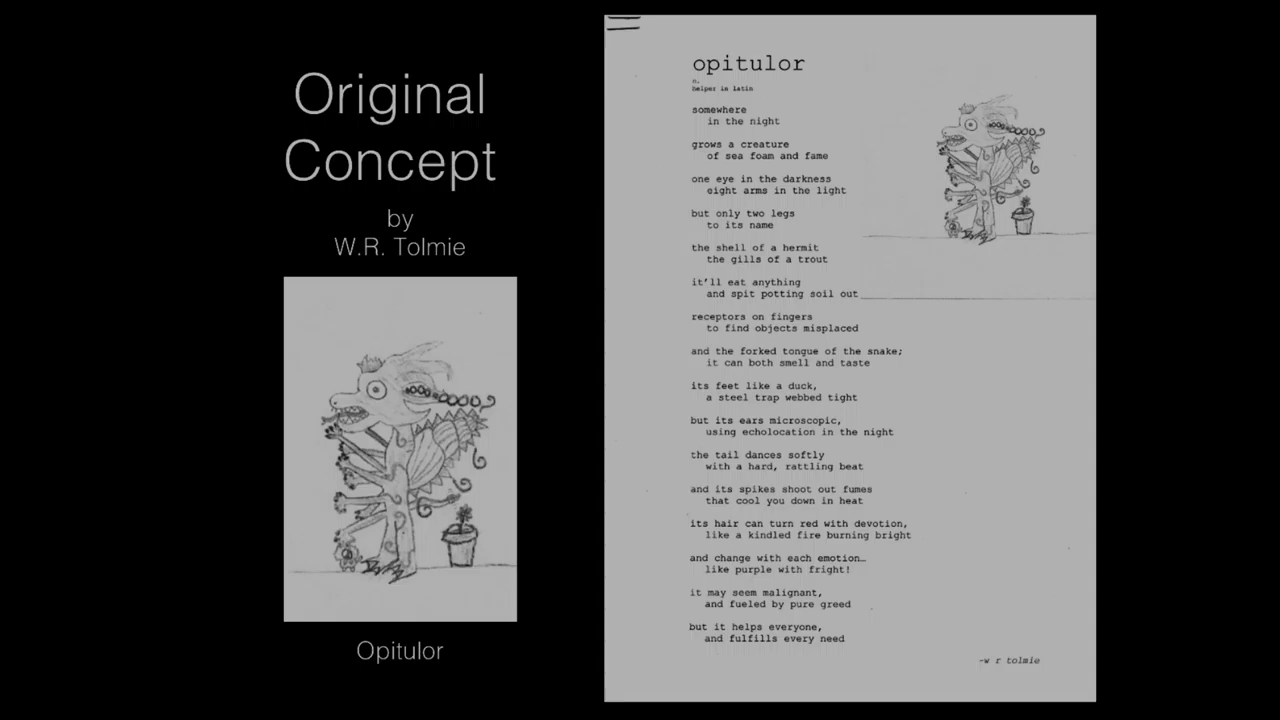 Original
Concept
by
W.R. Tolmie
Opitulor
opitulor
n.
helper in latin
somewhere
in the night
grows a creature
of sea foam and fame
one eye in the darkness
eight arms in the light
but only two legs
to its name
the shell of a hermit
the gills of a trout
it'll eat anything
and spit potting soil out
receptors on fingers
to find objects misplaced
and the forked tongue of the snake;
it can both smell and taste
its feet like a duck,
a steel trap webbed tight
but its ears microscopic,
using echolocation in the night
the tail dances softly
with a hard, rattling beat
and its spikes shoot out fumes
that cool you down in heat
its hair can turn red with devotion,
like a kindled fire burning bright
and change with each emotion…
like purple with fright!
it may seem malignant,
and fueled by pure greed
but it helps everyone,
and fulfills every need
-w r tolmie